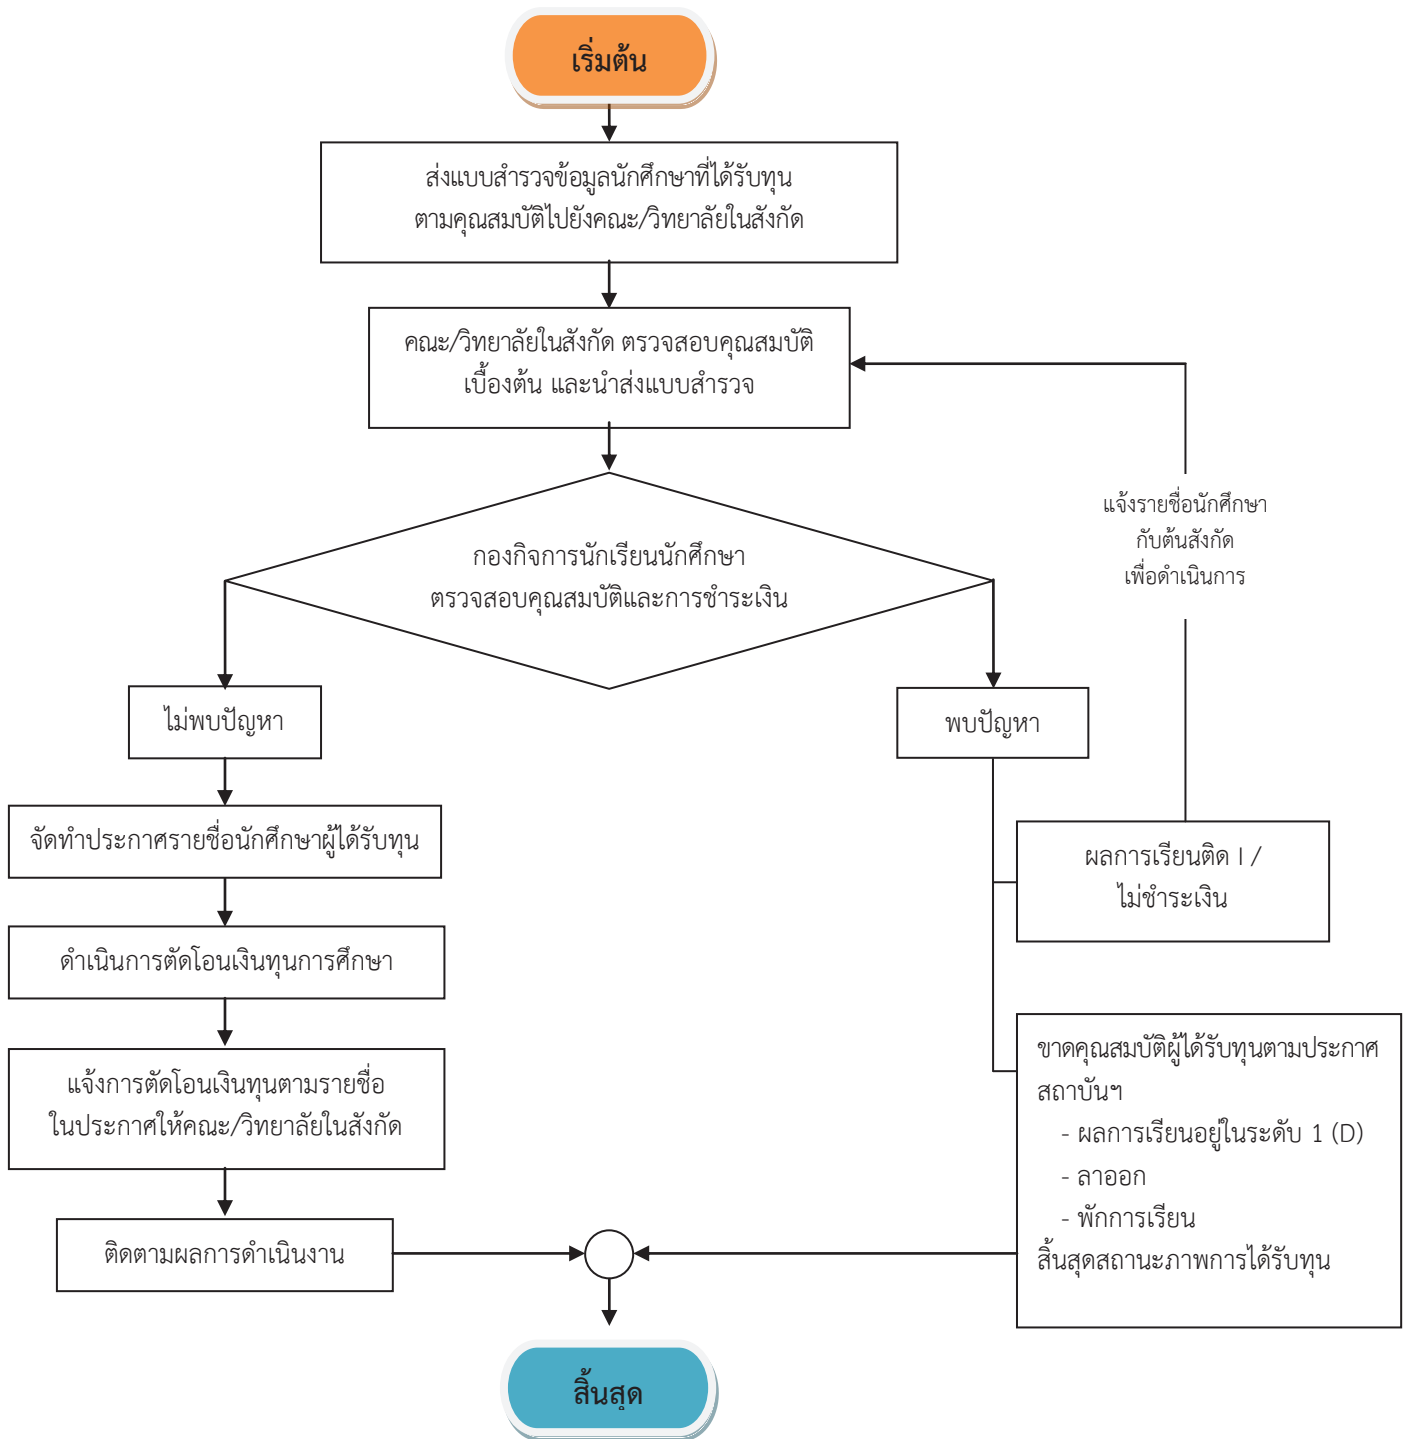 เริ่มต้น
ส่งแบบสำรวจข้อมูลนักศึกษาที่ได้รับทุน
ตามคุณสมบัติไปยังคณะ/วิทยาลัยในสังกัด
คณะ/วิทยาลัยในสังกัด ตรวจสอบคุณสมบัติ
เบื้องต้น และนำส่งแบบสำรวจ
แจ้งรายชื่อนักศึกษา
กับต้นสังกัด
เพื่อดำเนินการ
กองกิจการนักเรียนนักศึกษา
ตรวจสอบคุณสมบัติและการชำระเงิน
ไม่พบปัญหา
พบปัญหา
จัดทำประกาศรายชื่อนักศึกษาผู้ได้รับทุน
ผลการเรียนติด I /
ไม่ชำระเงิน
ดำเนินการตัดโอนเงินทุนการศึกษา
แจ้งการตัดโอนเงินทุนตามรายชื่อ
ในประกาศให้คณะ/วิทยาลัยในสังกัด
ขาดคุณสมบัติผู้ได้รับทุนตามประกาศ
สถาบันฯ
- ผลการเรียนอยู่ในระดับ 1 (D)
- ลาออก
- พักการเรียน
สิ้นสุดสถานะภาพการได้รับทุน
ติดตามผลการดำเนินงาน
สิ้นสุด